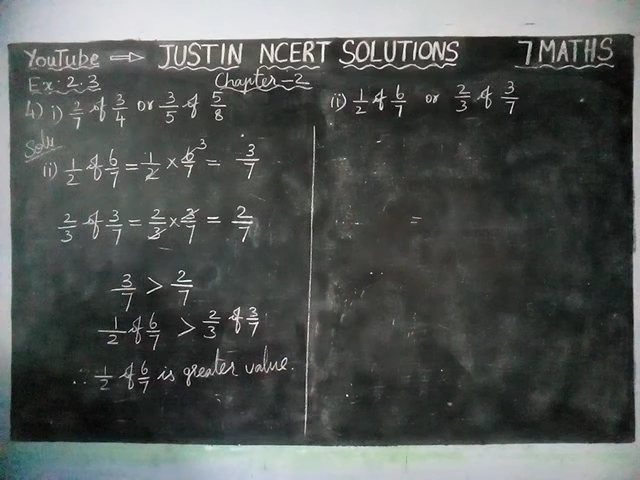 YouTube ⇒ JUSTIN NCERT SOLUTIONS 7 MATHS
Ex. 2.3 Chapter-2
4) i) 2/7 of 3/4 or 3/5 of 5/8 (ii) 1/2 of 6/7 or 2/3 of 3/7
Soln
ii) 1/2 of 6/7 = 1/2 × 6/7 3 = 3/7
2/3 of 3/7 = 2/3 × 3/7 = 2/7
=
3/7 > 2/7
1/2 of 6/7 > 2/3 of 3/7
∴ 1/2 of 6/7 is greater value.